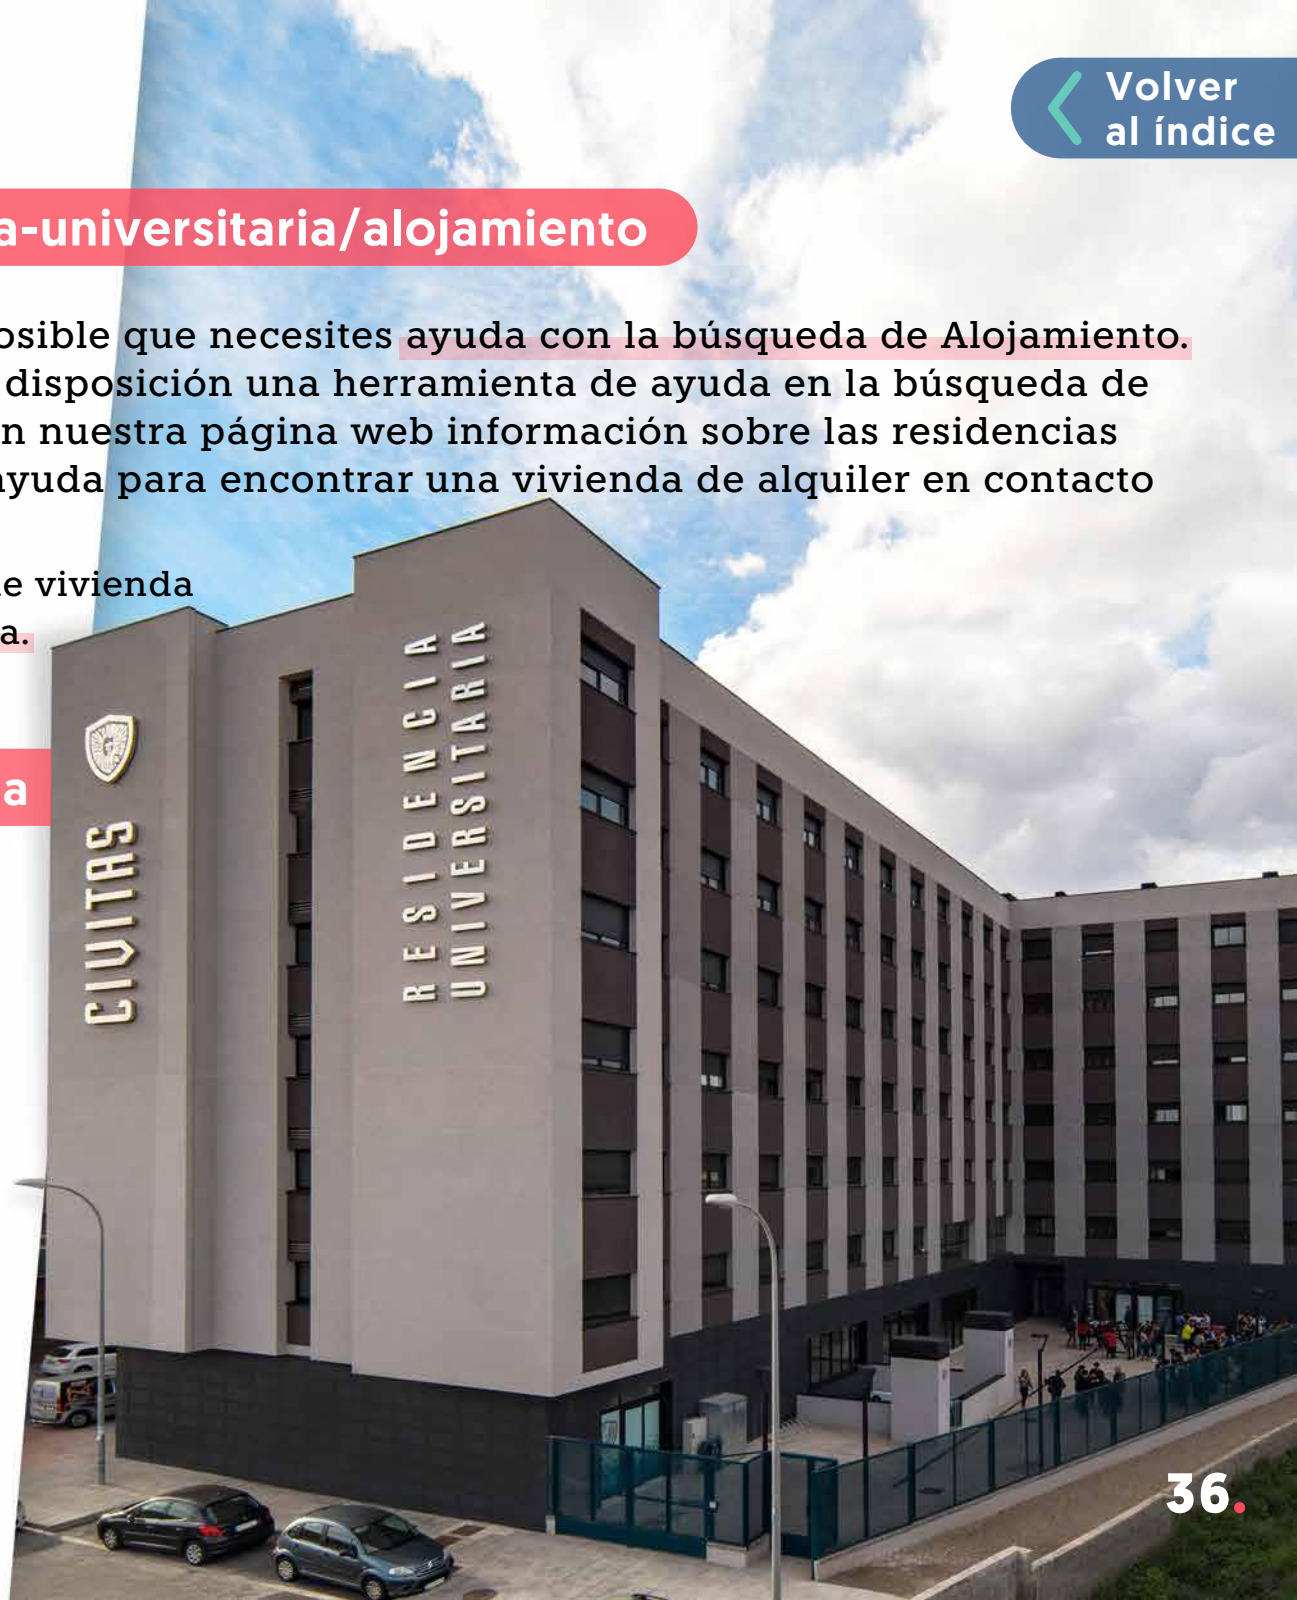 Volver
al índice
a-universitaria/alojamiento
osible que necesites ayuda con la búsqueda de Alojamiento.
disposición una herramienta de ayuda en la búsqueda de
n nuestra página web información sobre las residencias
ayuda para encontrar una vivienda de alquiler en contacto
e vivienda
a.
a
CIVITAS
RESIDENCIA
UNIVERSITARIA
36.